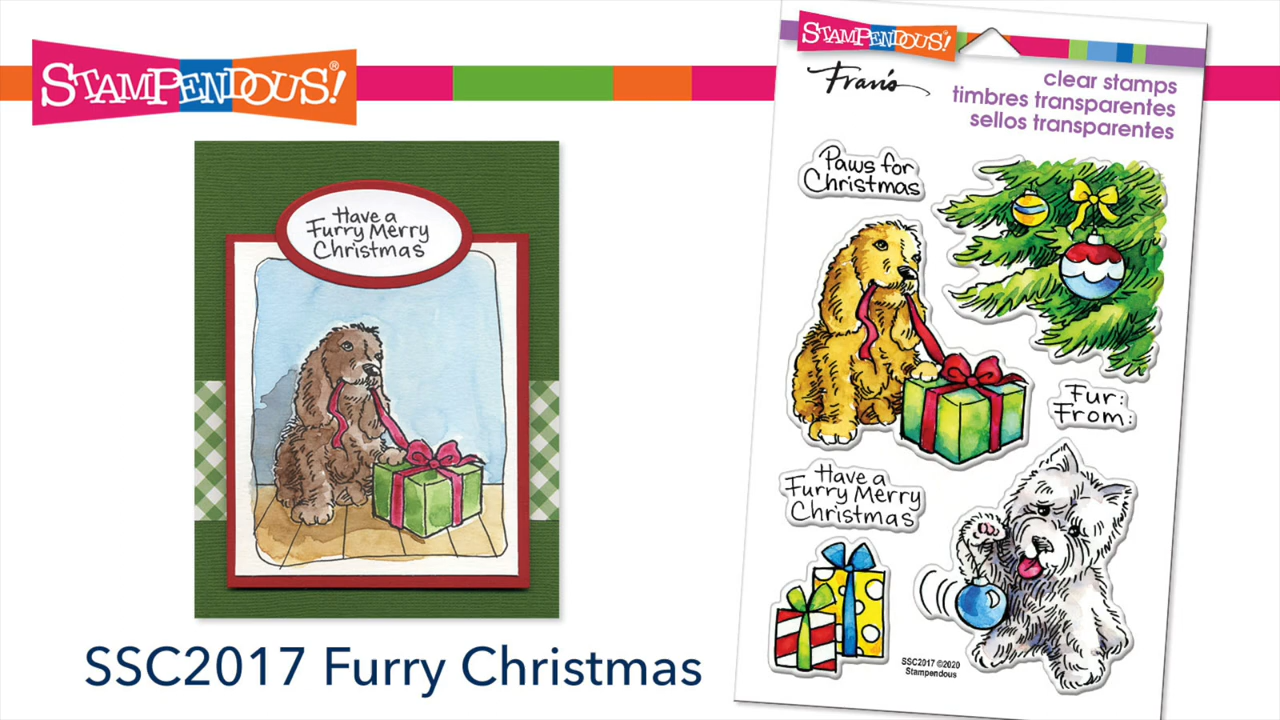 STAMPENDOUS!®
Have a
Furry Merry
Christmas
SSC2017 Furry Christmas
STAMPENDOUS!
Fran's
clear stamps
timbres transparentes
sellos transparentes
Paws for
Christmas
Fur:
From:
Have a
Furry Merry
Christmas
SSC2017 ©2020
Stampendous